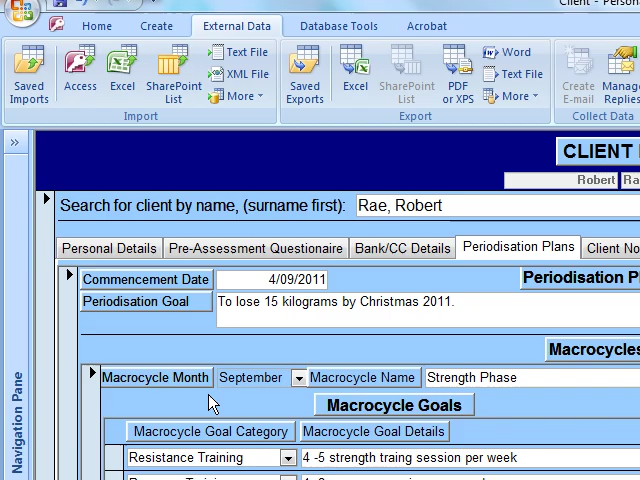 Client - Persona
Home Create External Data Database Tools Acrobat
Saved Imports Access Excel SharePoint List Text File XML File More
Saved Exports Excel SharePoint List PDF or XPS Word Text File More
Create E-mail Manage Replies
Import Export Collect Data
CLIENT
Robert Ra
Search for client by name, (surname first): Rae, Robert
Personal Details Pre-Assessment Questionaire Bank/CC Details Periodisation Plans Client No
Commencement Date 4/09/2011 Periodisation P
Periodisation Goal To lose 15 kilograms by Christmas 2011.
Macrocycles
Macrocycle Month September Macrocycle Name Strength Phase
Macrocycle Goals
Macrocycle Goal Category Macrocycle Goal Details
Resistance Training 4 -5 strength traing session per week
Navigation Pane